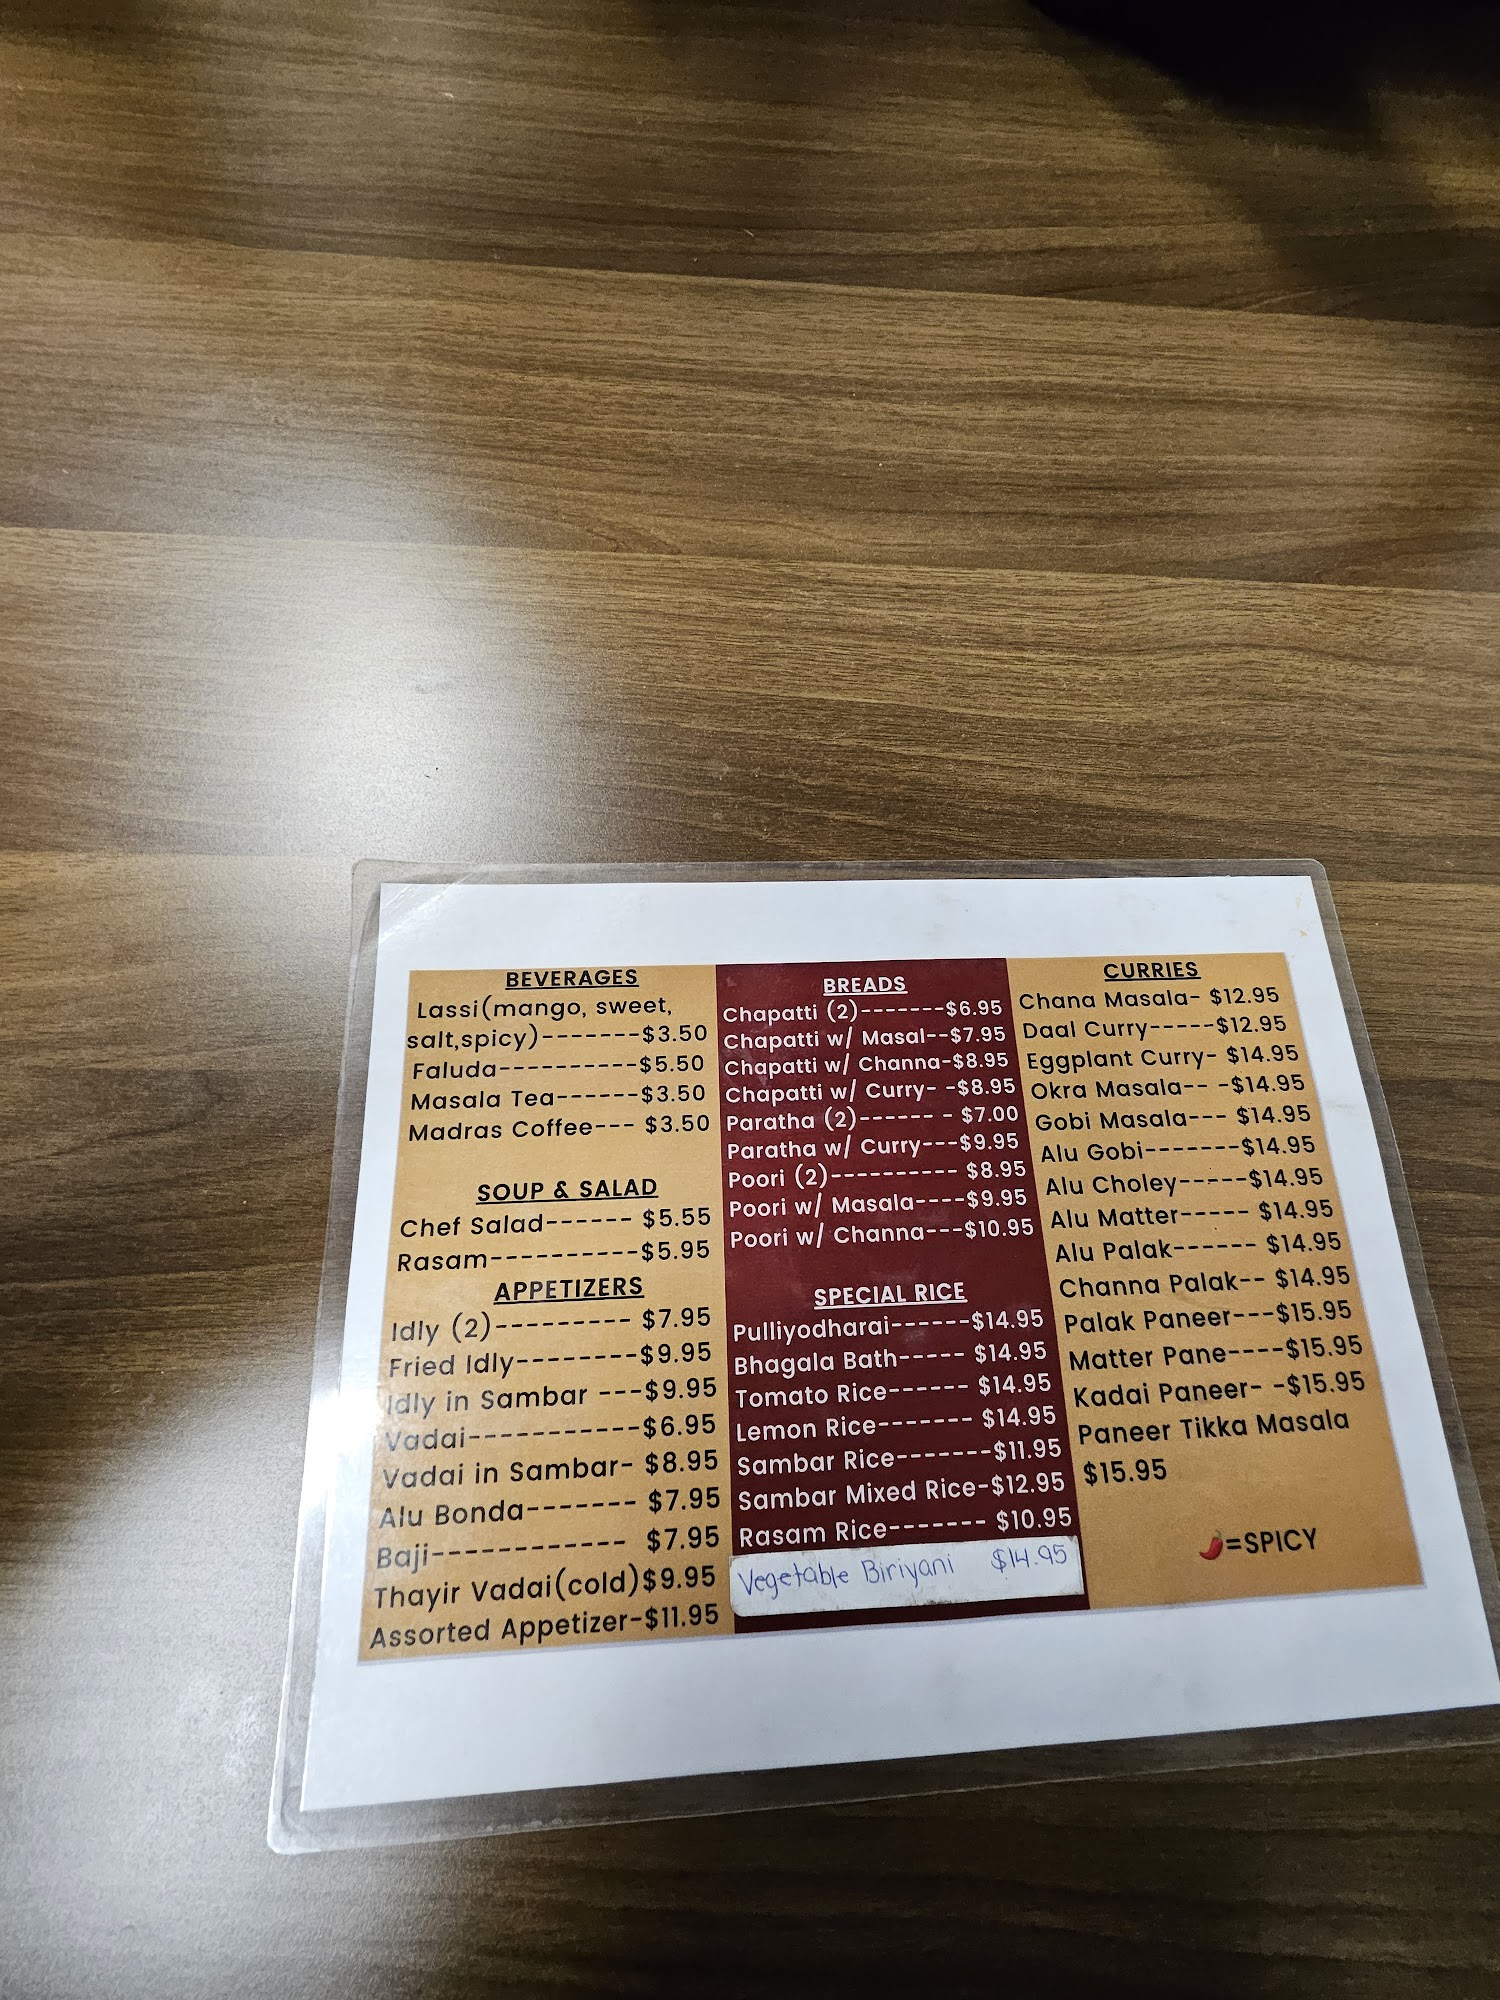 BEVERAGES
Lassi(mango, sweet,
salt,spicy)-------$3.50
Faluda----------$5.50
Masala Tea------$3.50
Madras Coffee--- $3.50
SOUP & SALAD
Chef Salad------ $5.55
Rasam----------$5.95
APPETIZERS
Idly (2)--------- $7.95
Fried Idly--------$9.95
Idly in Sambar ---$9.95
Vadai-----------$6.95
Vadai in Sambar- $8.95
Alu Bonda------- $7.95
Baji------------ $7.95
Thayir Vadai(cold)$9.95
Assorted Appetizer-$11.95
BREADS
Chapatti (2)-------$6.95
Chapatti w/ Masal--$7.95
Chapatti w/ Channa-$8.95
Chapatti w/ Curry- -$8.95
Paratha (2)------ - $7.00
Paratha w/ Curry---$9.95
Poori (2)---------- $8.95
Poori w/ Masala----$9.95
Poori w/ Channa---$10.95
SPECIAL RICE
Pulliyodharai------$14.95
Bhagala Bath----- $14.95
Tomato Rice------ $14.95
Lemon Rice------- $14.95
Sambar Rice-------$11.95
Sambar Mixed Rice-$12.95
Rasam Rice------- $10.95
Vegetable Biriyani $14.95
CURRIES
Chana Masala- $12.95
Daal Curry-----$12.95
Eggplant Curry- $14.95
Okra Masala-- -$14.95
Gobi Masala--- $14.95
Alu Gobi-------$14.95
Alu Choley-----$14.95
Alu Matter----- $14.95
Alu Palak------ $14.95
Channa Palak-- $14.95
Palak Paneer---$15.95
Matter Pane----$15.95
Kadai Paneer- -$15.95
Paneer Tikka Masala
$15.95
=SPICY